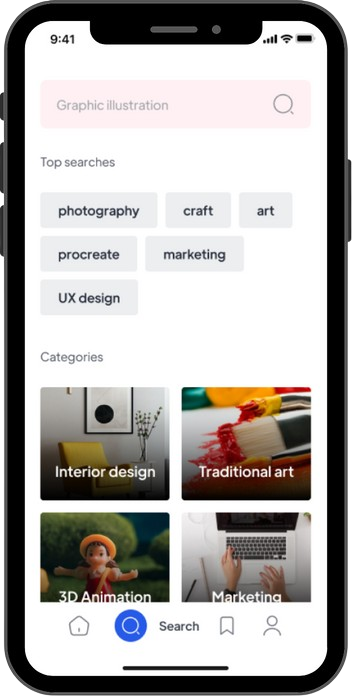 9:41
Graphic illustration
Top searches
photography craft art
procreate marketing
UX design
Categories
Interior design Traditional art
3D Animation Marketing
Search